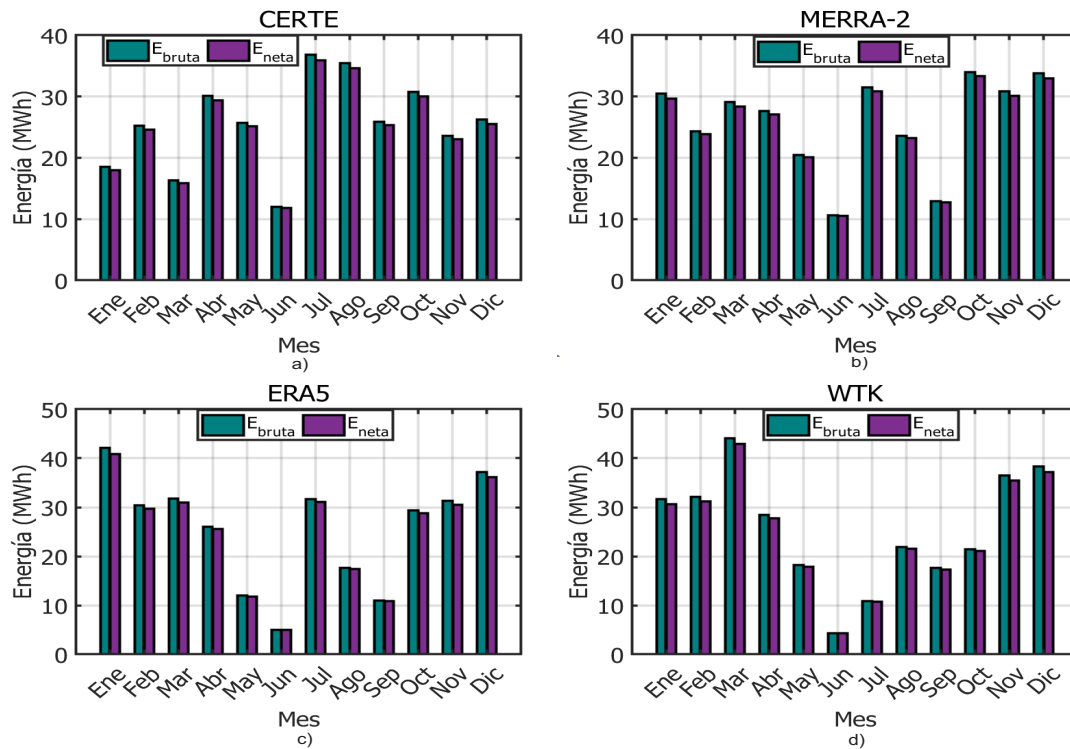 CERTE
E_bruta E_neta
Energía (MWh)
40
30
20
10
0
Ene Feb Mar Abr May Jun Jul Ago Sep Oct Nov Dic
Mes
a)
MERRA-2
E_bruta E_neta
Energía (MWh)
40
30
20
10
0
Ene Feb Mar Abr May Jun Jul Ago Sep Oct Nov Dic
Mes
b)
ERA5
E_bruta E_neta
Energía (MWh)
50
40
30
20
10
0
Ene Feb Mar Abr May Jun Jul Ago Sep Oct Nov Dic
Mes
c)
WTK
E_bruta E_neta
Energía (MWh)
50
40
30
20
10
0
Ene Feb Mar Abr May Jun Jul Ago Sep Oct Nov Dic
Mes
d)